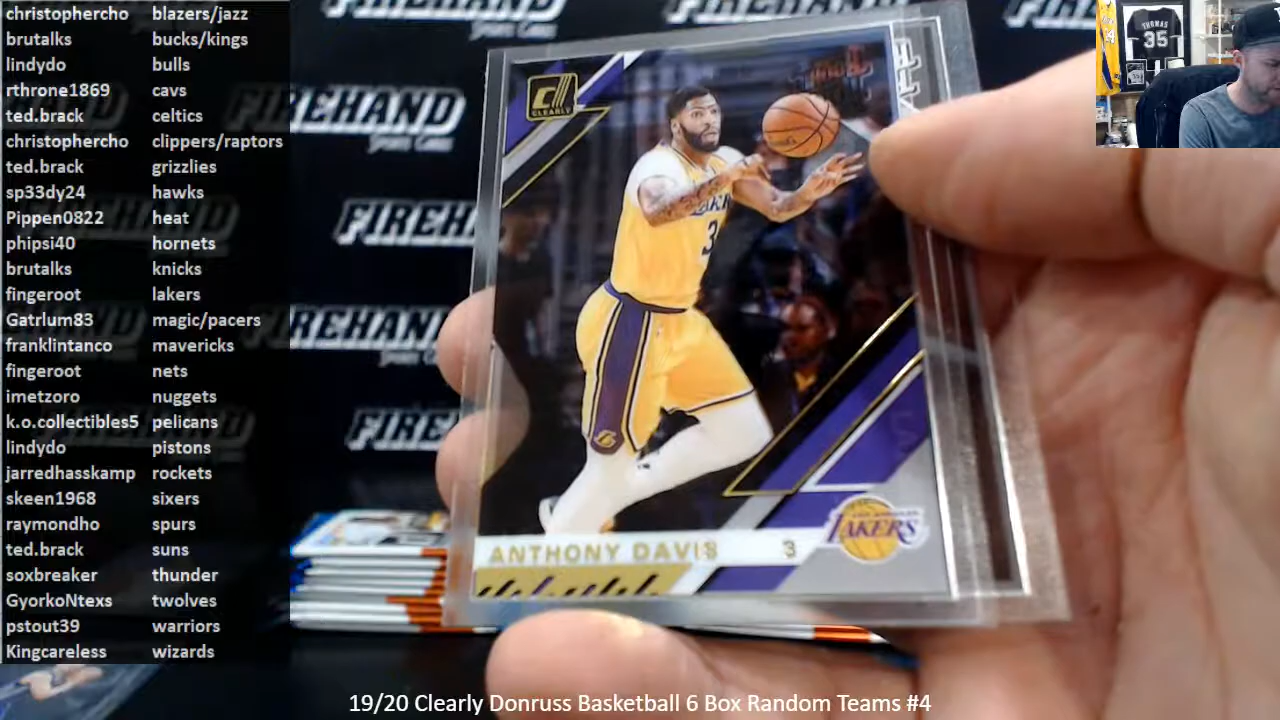 christophercho blazers/jazz
brutalks bucks/kings
lindydo bulls
rthrone1869 cavs
ted.brack celtics
christophercho clippers/raptors
ted.brack grizzlies
sp33dy24 hawks
Pippen0822 heat
phipsi40 hornets
brutalks knicks
fingeroot lakers
Gatrlum83 magic/pacers
franklintanco mavericks
fingeroot nets
imetzoro nuggets
k.o.collectibles5 pelicans
lindydo pistons
jarredhasskamp rockets
skeen1968 sixers
raymondho spurs
ted.brack suns
soxbreaker thunder
GyorkoNtexs twolves
pstout39 warriors
Kingcareless wizards
FIREHAND
CLEARLY
3
ANTHONY DAVIS 3
LAKERS
THOMAS
35
19/20 Clearly Donruss Basketball 6 Box Random Teams #4